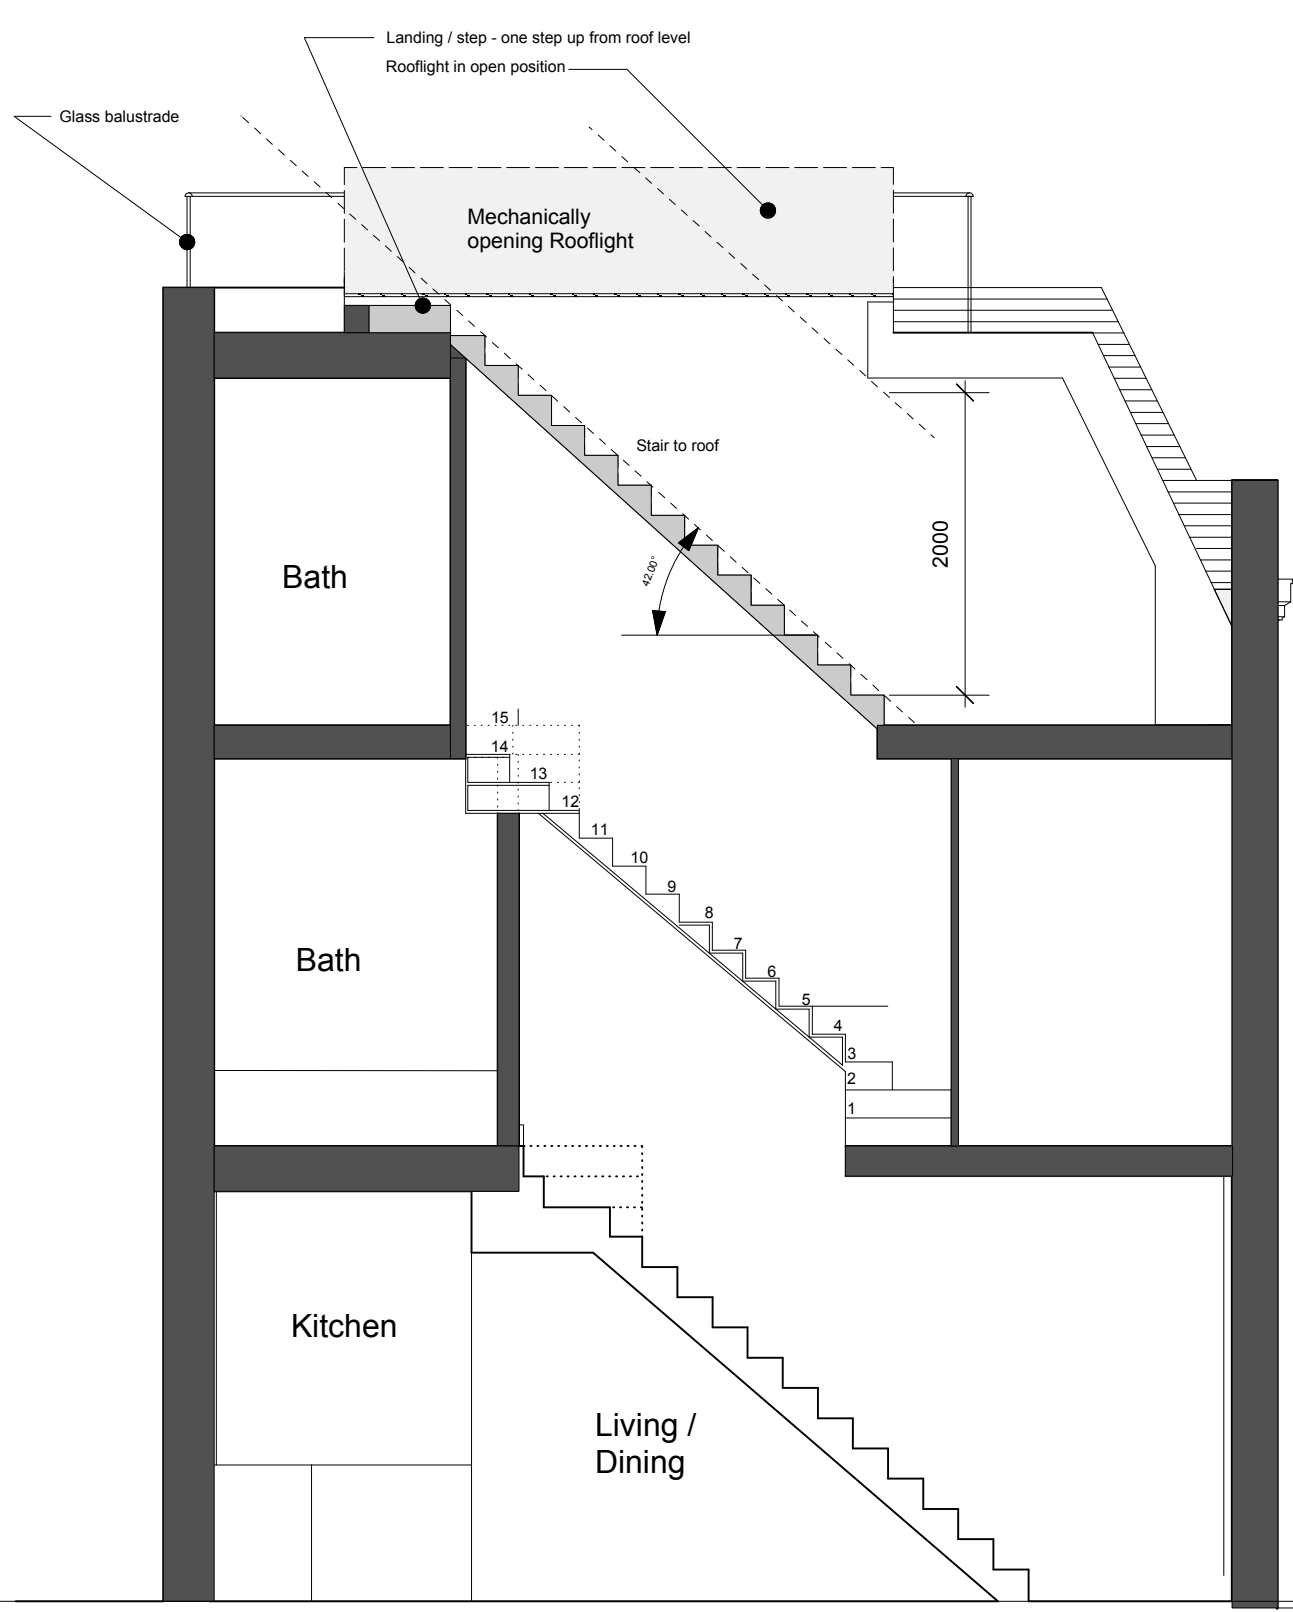 Landing / step - one step up from roof level
Rooflight in open position
Glass balustrade
Mechanically
opening Rooflight
Stair to roof
42.00°
2000
Bath
15
14
13
12
11
10
9
8
7
6
5
4
3
2
1
Bath
Kitchen
Living /
Dining